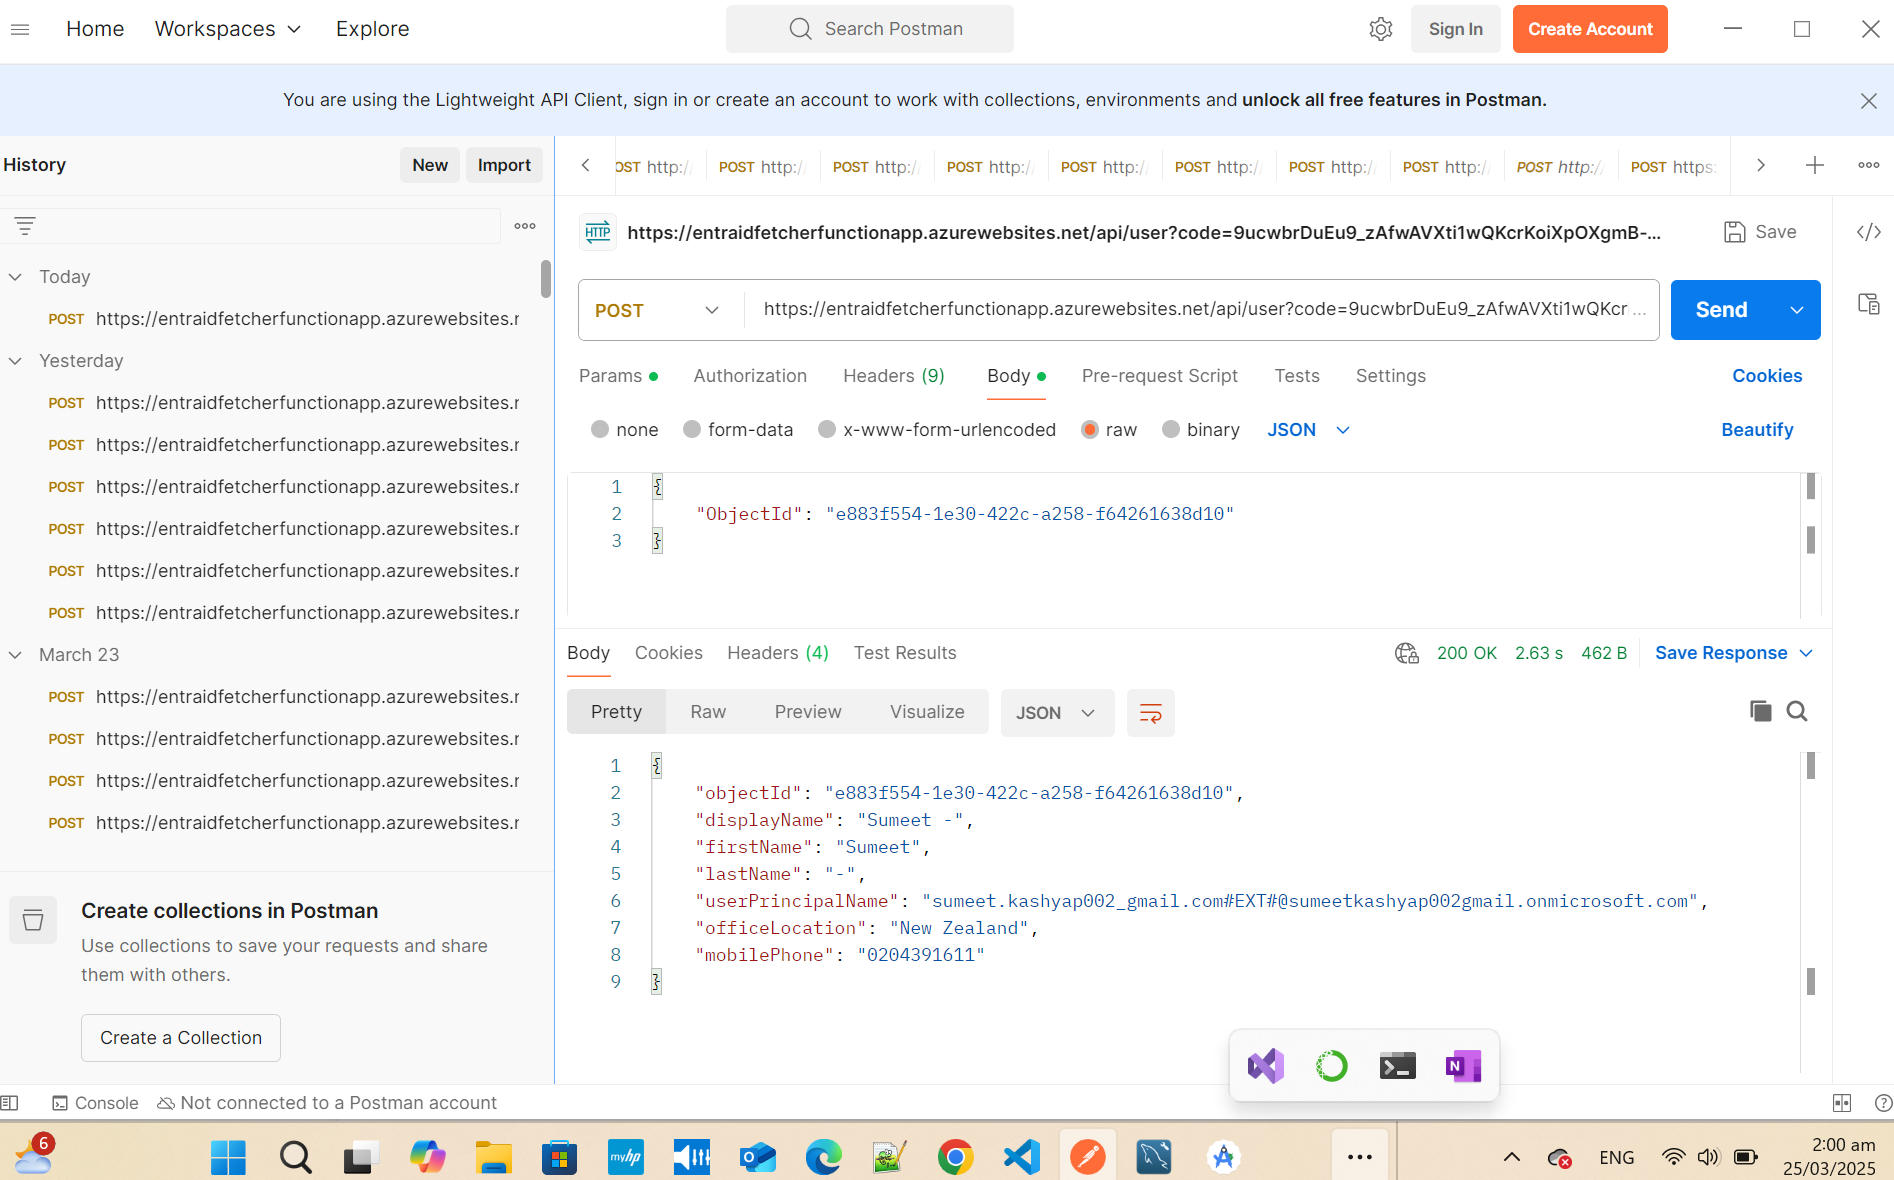 Home Workspaces Explore Search Postman Sign In Create Account
You are using the Lightweight API Client, sign in or create an account to work with collections, environments and unlock all free features in Postman.
History New Import
OST http:/ POST http:/ POST http:/ POST http:/ POST http:/ POST http:/ POST http:/ POST http:/ POST http:/ POST https:
HTTP https://entraidfetcherfunctionapp.azurewebsites.net/api/user?code=9ucwbrDuEu9_zAfwAVXti1wQKcrKoiXpOXgmB-... Save </>
Today
POST https://entraidfetcherfunctionapp.azurewebsites.r
Yesterday
POST https://entraidfetcherfunctionapp.azurewebsites.r
POST https://entraidfetcherfunctionapp.azurewebsites.r
POST https://entraidfetcherfunctionapp.azurewebsites.r
POST https://entraidfetcherfunctionapp.azurewebsites.r
POST https://entraidfetcherfunctionapp.azurewebsites.r
POST https://entraidfetcherfunctionapp.azurewebsites.r
March 23
POST https://entraidfetcherfunctionapp.azurewebsites.r
POST https://entraidfetcherfunctionapp.azurewebsites.r
POST https://entraidfetcherfunctionapp.azurewebsites.r
POST https://entraidfetcherfunctionapp.azurewebsites.r
Create collections in Postman
Use collections to save your requests and share
them with others.
Create a Collection
POST https://entraidfetcherfunctionapp.azurewebsites.net/api/user?code=9ucwbrDuEu9_zAfwAVXti1wQKcr ... Send
Params Authorization Headers (9) Body Pre-request Script Tests Settings Cookies
none form-data x-www-form-urlencoded raw binary JSON Beautify
1 {
2 "ObjectId": "e883f554-1e30-422c-a258-f64261638d10"
3 }
Body Cookies Headers (4) Test Results 200 OK 2.63 s 462 B Save Response
Pretty Raw Preview Visualize JSON
1 {
2 "objectId": "e883f554-1e30-422c-a258-f64261638d10",
3 "displayName": "Sumeet -",
4 "firstName": "Sumeet",
5 "lastName": "-",
6 "userPrincipalName": "sumeet.kashyap002_gmail.com#EXT#@sumeetkashyap002gmail.onmicrosoft.com",
7 "officeLocation": "New Zealand",
8 "mobilePhone": "0204391611"
9 }
N
Console Not connected to a Postman account
6 myhp ENG 2:00 am
25/03/2025